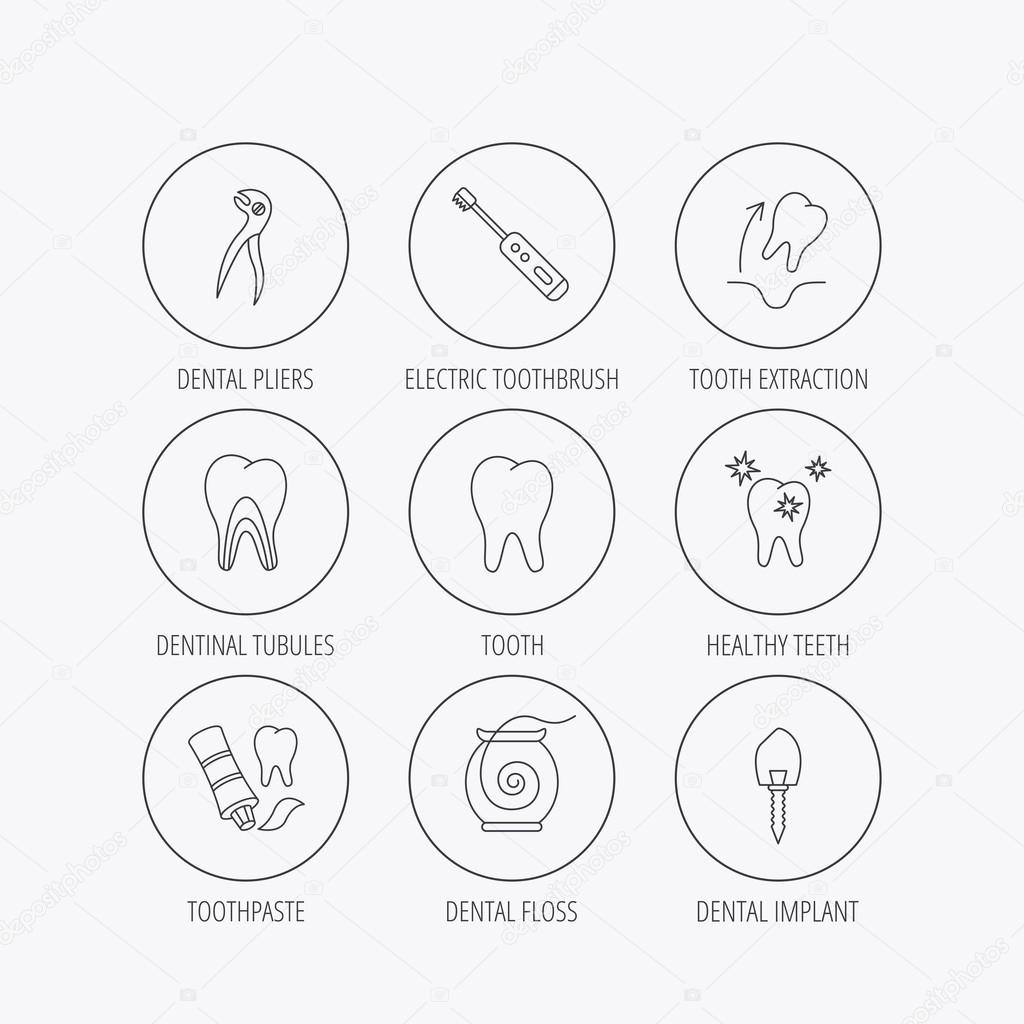 DENTAL PLIERS
ELECTRIC TOOTHBRUSH
TOOTH EXTRACTION
DENTINAL TUBULES
TOOTH
HEALTHY TEETH
TOOTHPASTE
DENTAL FLOSS
DENTAL IMPLANT
depositphotos